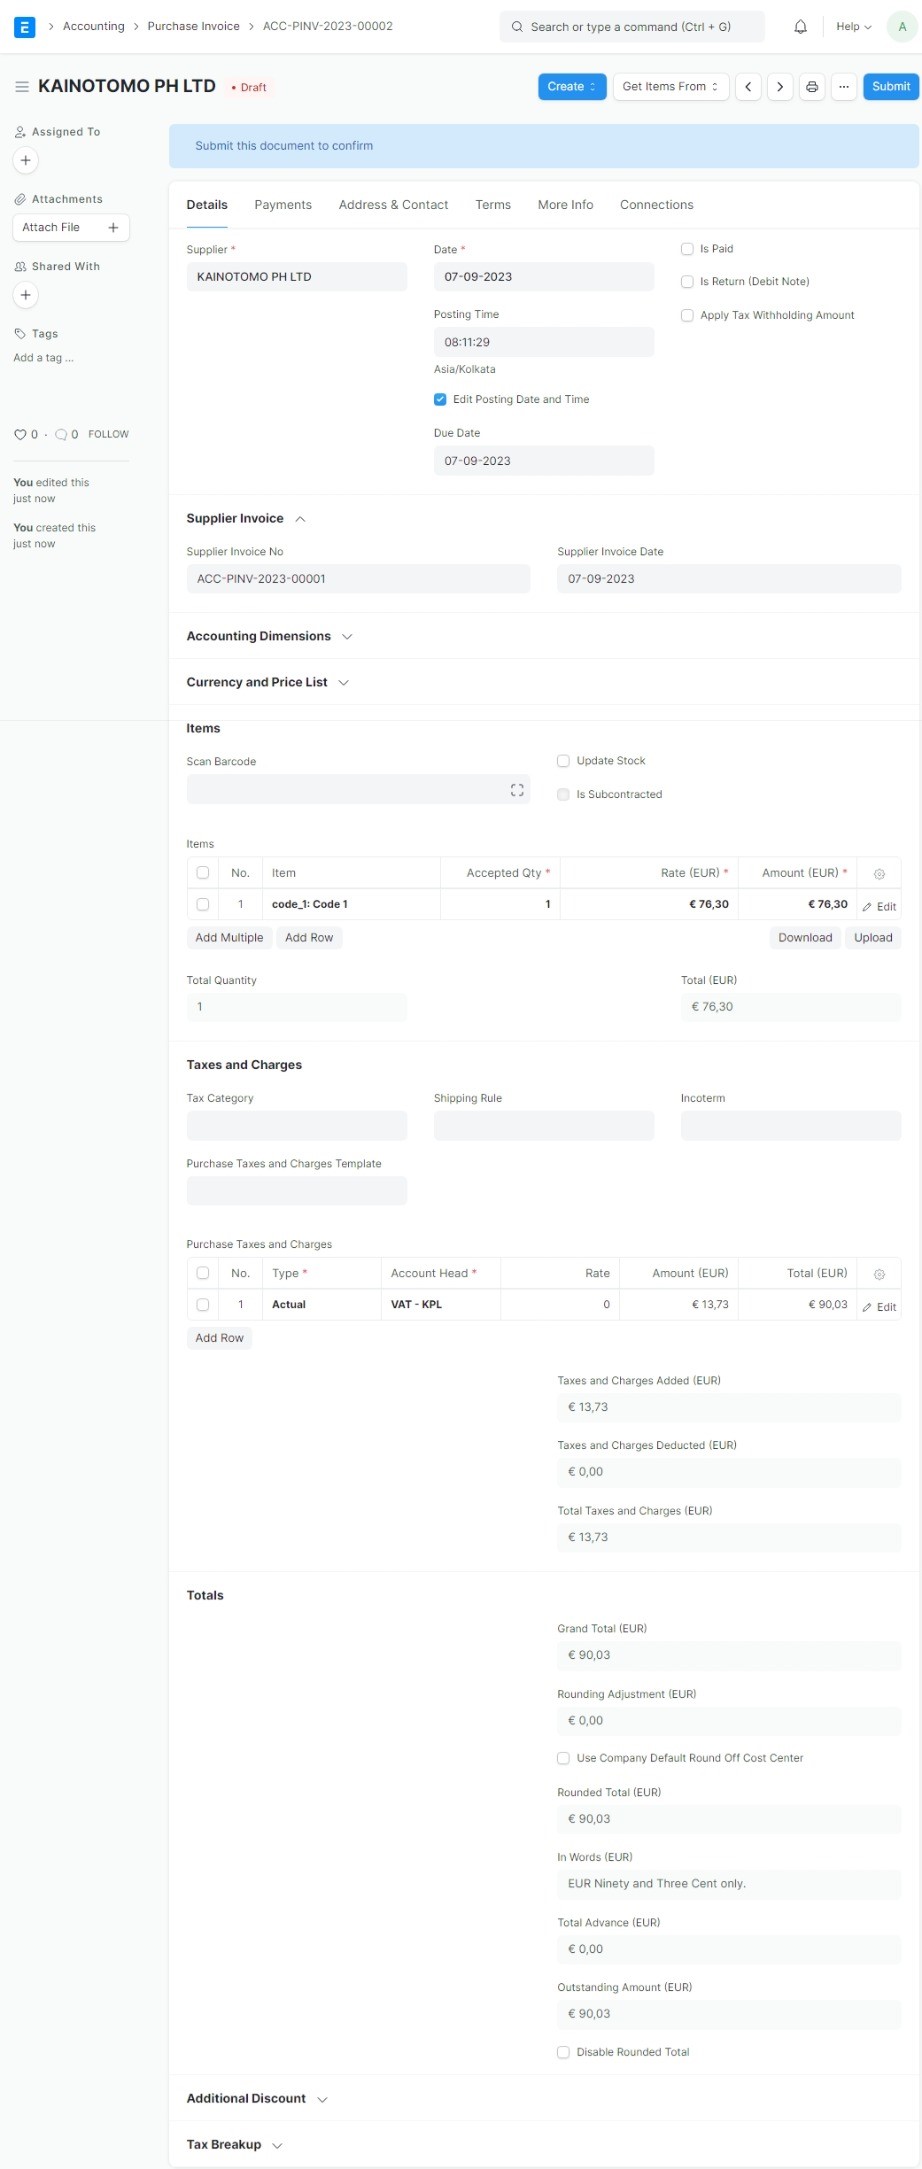 E > Accounting > Purchase Invoice > ACC-PINV-2023-00002 Search or type a command (Ctrl + G) Help A
KAINOTOMO PH LTD • Draft Create Get Items From ... Submit
Assigned To
+
Attachments
Attach File +
Shared With
+
Tags
Add a tag ...
0 · 0 FOLLOW
You edited this
just now
You created this
just now
Submit this document to confirm
Details Payments Address & Contact Terms More Info Connections
Supplier *
KAINOTOMO PH LTD
Date *
07-09-2023
Posting Time
08:11:29
Asia/Kolkata
Edit Posting Date and Time
Due Date
07-09-2023
Is Paid
Is Return (Debit Note)
Apply Tax Withholding Amount
Supplier Invoice
Supplier Invoice No
ACC-PINV-2023-00001
Supplier Invoice Date
07-09-2023
Accounting Dimensions
Currency and Price List
Items
Scan Barcode
Update Stock
Is Subcontracted
Items
No. Item Accepted Qty * Rate (EUR) * Amount (EUR) *
1 code_1: Code 1 1 € 76,30 € 76,30 Edit
Add Multiple Add Row Download Upload
Total Quantity
1
Total (EUR)
€ 76,30
Taxes and Charges
Tax Category Shipping Rule Incoterm
Purchase Taxes and Charges Template
Purchase Taxes and Charges
No. Type * Account Head * Rate Amount (EUR) Total (EUR)
1 Actual VAT - KPL 0 € 13,73 € 90,03 Edit
Add Row
Taxes and Charges Added (EUR)
€ 13,73
Taxes and Charges Deducted (EUR)
€ 0,00
Total Taxes and Charges (EUR)
€ 13,73
Totals
Grand Total (EUR)
€ 90,03
Rounding Adjustment (EUR)
€ 0,00
Use Company Default Round Off Cost Center
Rounded Total (EUR)
€ 90,03
In Words (EUR)
EUR Ninety and Three Cent only.
Total Advance (EUR)
€ 0,00
Outstanding Amount (EUR)
€ 90,03
Disable Rounded Total
Additional Discount
Tax Breakup